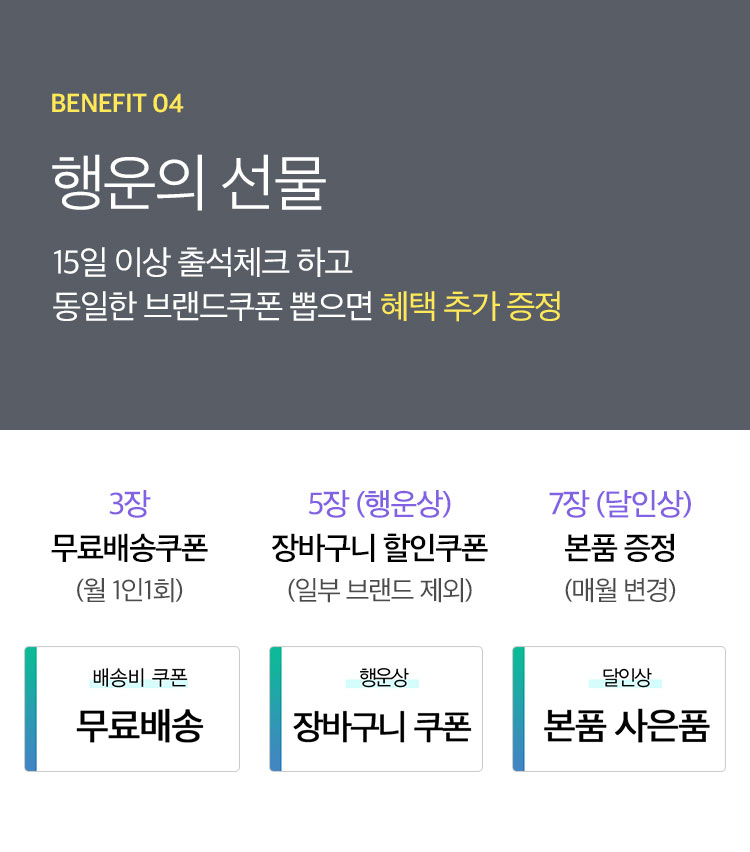 BENEFIT 04
행운의 선물
15일 이상 출석체크 하고
동일한 브랜드쿠폰 뽑으면 혜택 추가 증정
3장
무료배송쿠폰
(월 1인1회)
5장 (행운상)
장바구니 할인쿠폰
(일부 브랜드 제외)
7장 (달인상)
본품 증정
(매월 변경)
배송비 쿠폰
무료배송
행운상
장바구니 쿠폰
달인상
본품 사은품